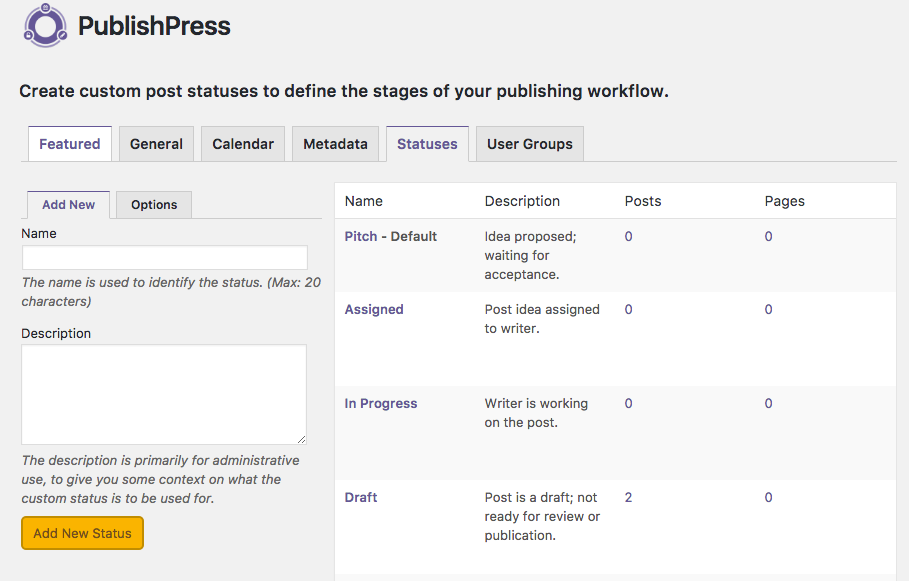 PublishPress
Create custom post statuses to define the stages of your publishing workflow.
Featured General Calendar Metadata Statuses User Groups
Add New Options
Name
The name is used to identify the status. (Max: 20
characters)
Description
The description is primarily for administrative
use, to give you some context on what the
custom status is to be used for.
Add New Status
Name Description Posts Pages
Pitch - Default Idea proposed; 0 0
waiting for
acceptance.
Assigned Post idea assigned 0 0
to writer.
In Progress Writer is working 0 0
on the post.
Draft Post is a draft; not 2 0
ready for review or
publication.